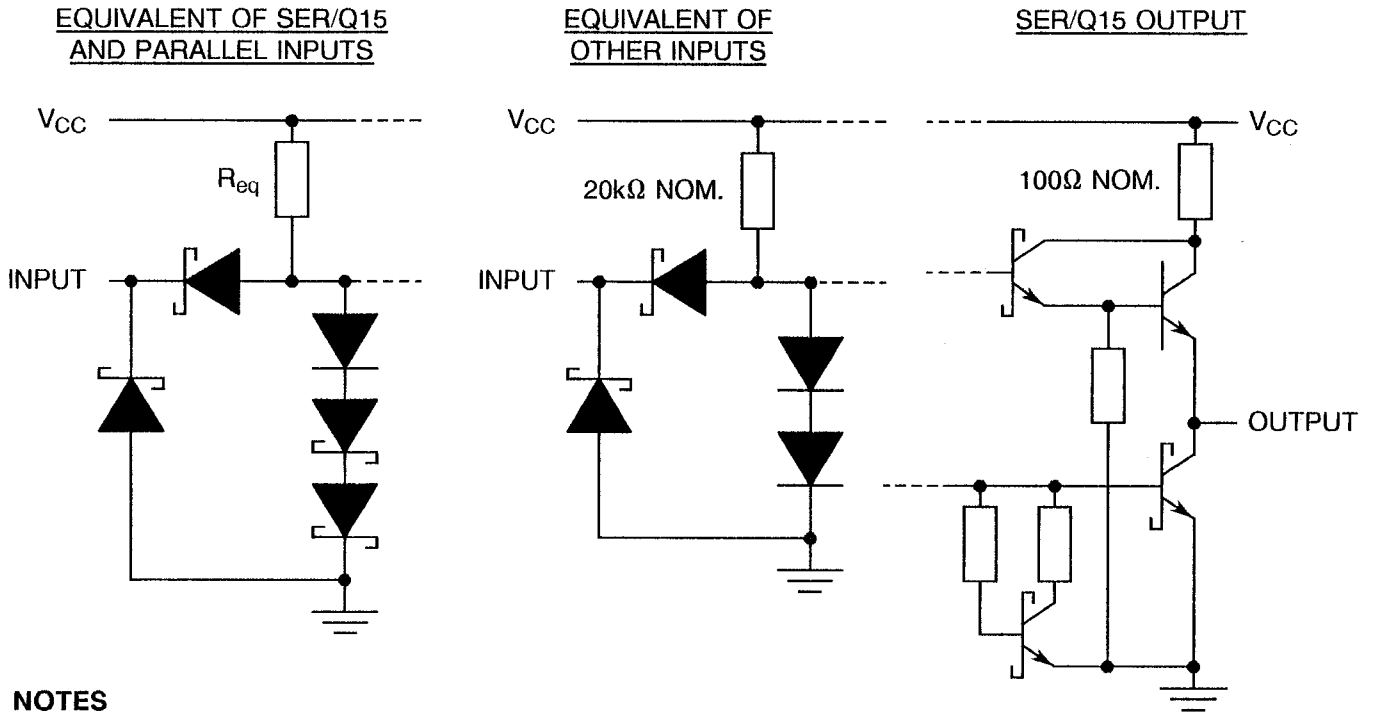 EQUIVALENT OF SER/Q15
AND PARALLEL INPUTS
EQUIVALENT OF
OTHER INPUTS
SER/Q15 OUTPUT
VCC
Req
INPUT
VCC
20kΩ NOM.
INPUT
VCC
100Ω NOM.
OUTPUT
NOTES